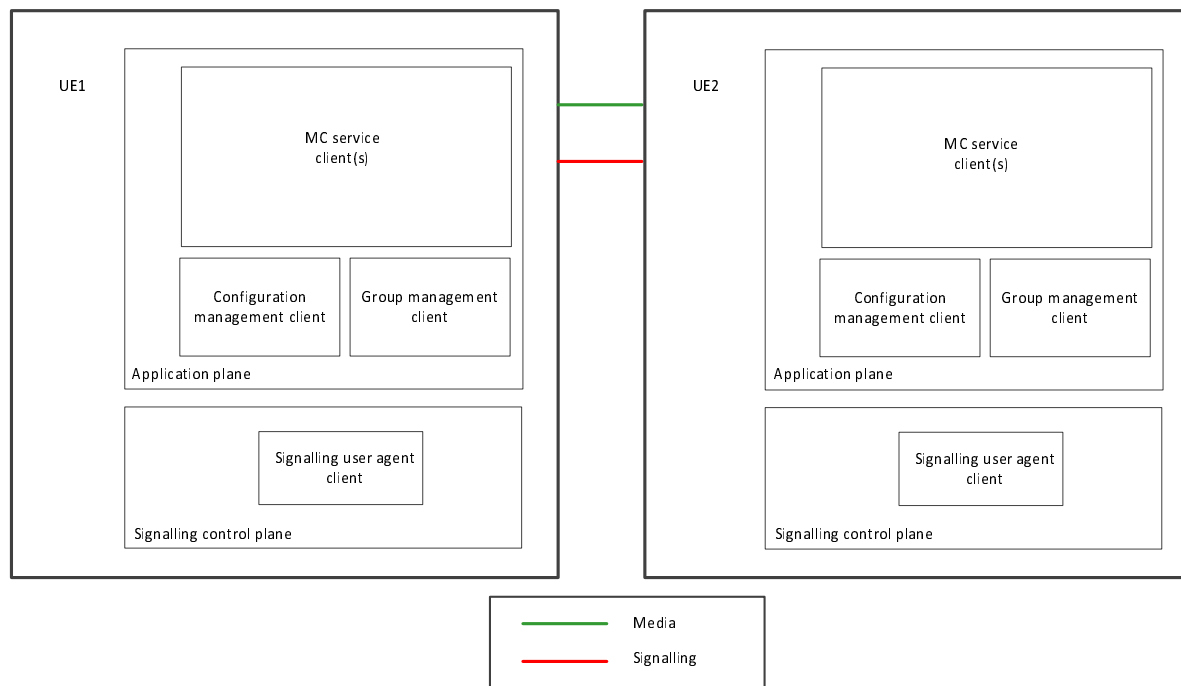 UE1
MC service
client(s)
Configuration
management client
Group management
client
Application plane
Signalling user agent
client
Signalling control plane
UE2
MC service
client(s)
Configuration
management client
Group management
client
Application plane
Signalling user agent
client
Signalling control plane
Media
Signalling